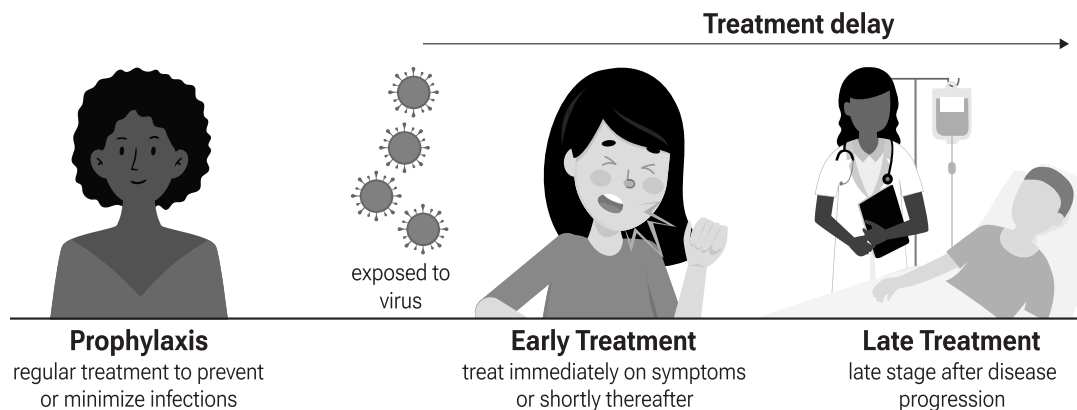 Treatment delay
exposed to
virus
Prophylaxis
regular treatment to prevent
or minimize infections
Early Treatment
treat immediately on symptoms
or shortly thereafter
Late Treatment
late stage after disease
progression